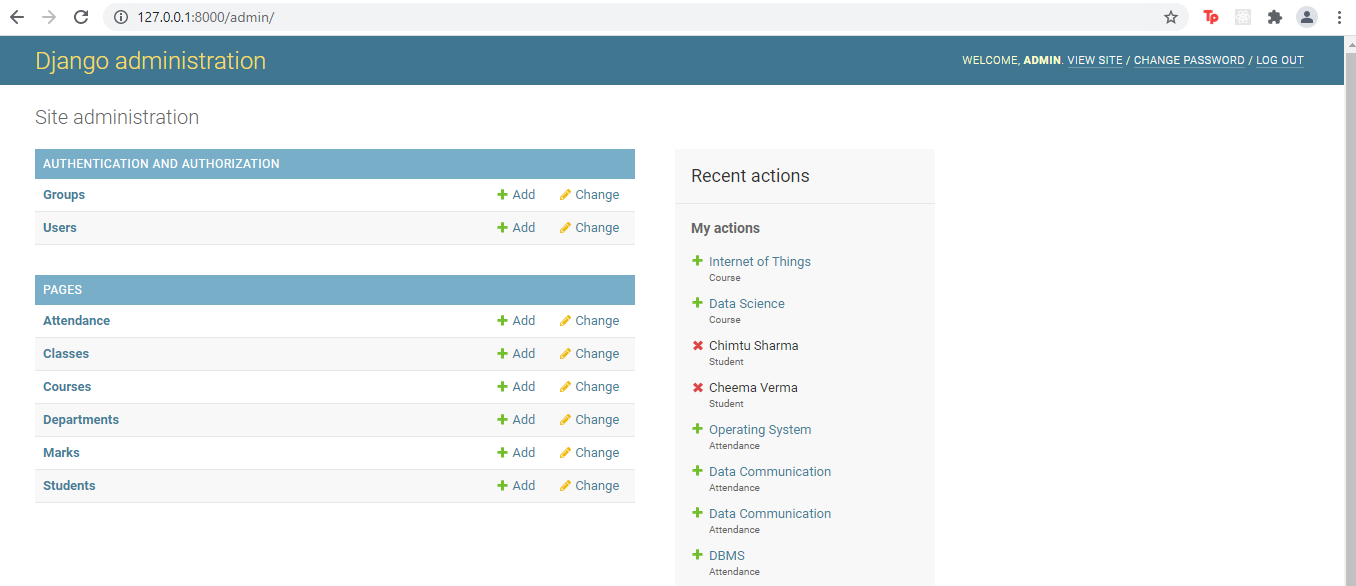 127.0.0.1:8000/admin/
Tp
Django administration
WELCOME, ADMIN. VIEW SITE / CHANGE PASSWORD / LOG OUT
Site administration
AUTHENTICATION AND AUTHORIZATION
Groups Add Change
Users Add Change
PAGES
Attendance Add Change
Classes Add Change
Courses Add Change
Departments Add Change
Marks Add Change
Students Add Change
Recent actions
My actions
Internet of Things
Course
Data Science
Course
Chimtu Sharma
Student
Cheema Verma
Student
Operating System
Attendance
Data Communication
Attendance
Data Communication
Attendance
DBMS
Attendance